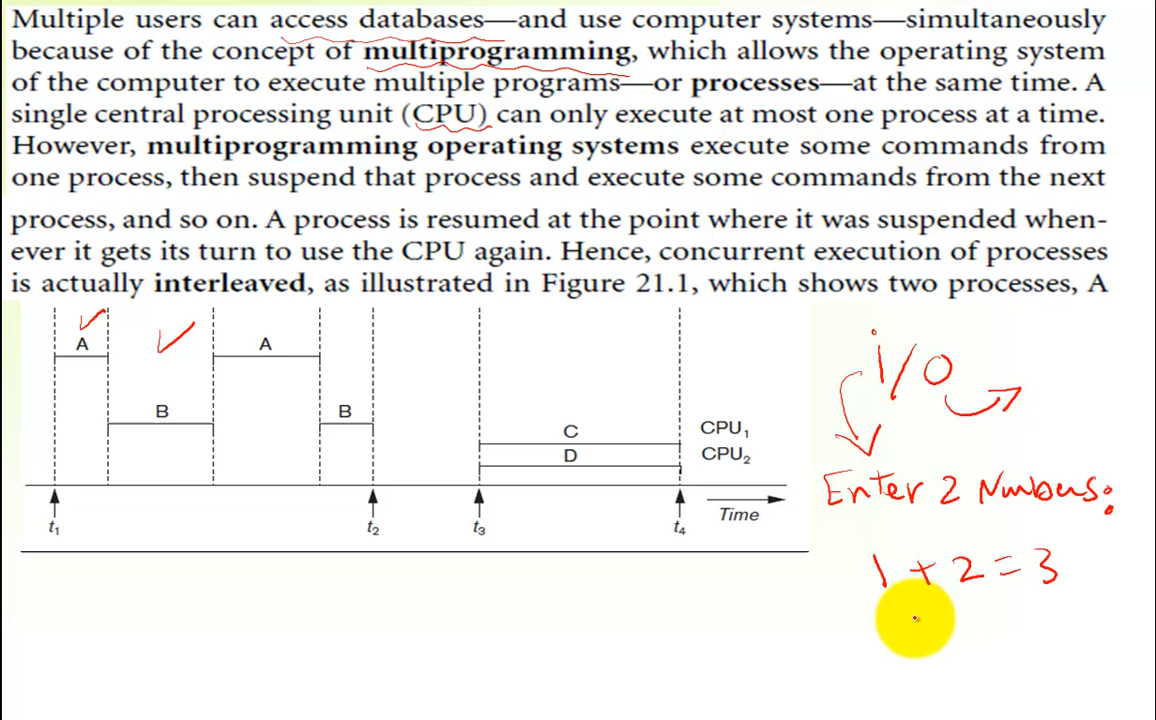 Multiple users can access databases—and use computer systems—simultaneously
because of the concept of multiprogramming, which allows the operating system
of the computer to execute multiple programs—or processes—at the same time. A
single central processing unit (CPU) can only execute at most one process at a time.
However, multiprogramming operating systems execute some commands from
one process, then suspend that process and execute some commands from the next
process, and so on. A process is resumed at the point where it was suspended when-
ever it gets its turn to use the CPU again. Hence, concurrent execution of processes
is actually interleaved, as illustrated in Figure 21.1, which shows two processes, A
A A
B B
C CPU₁
D CPU₂
t₁ t₂ t₃ t₄ Time
i/O
Enter 2 Numbers:
1 + 2 = 3